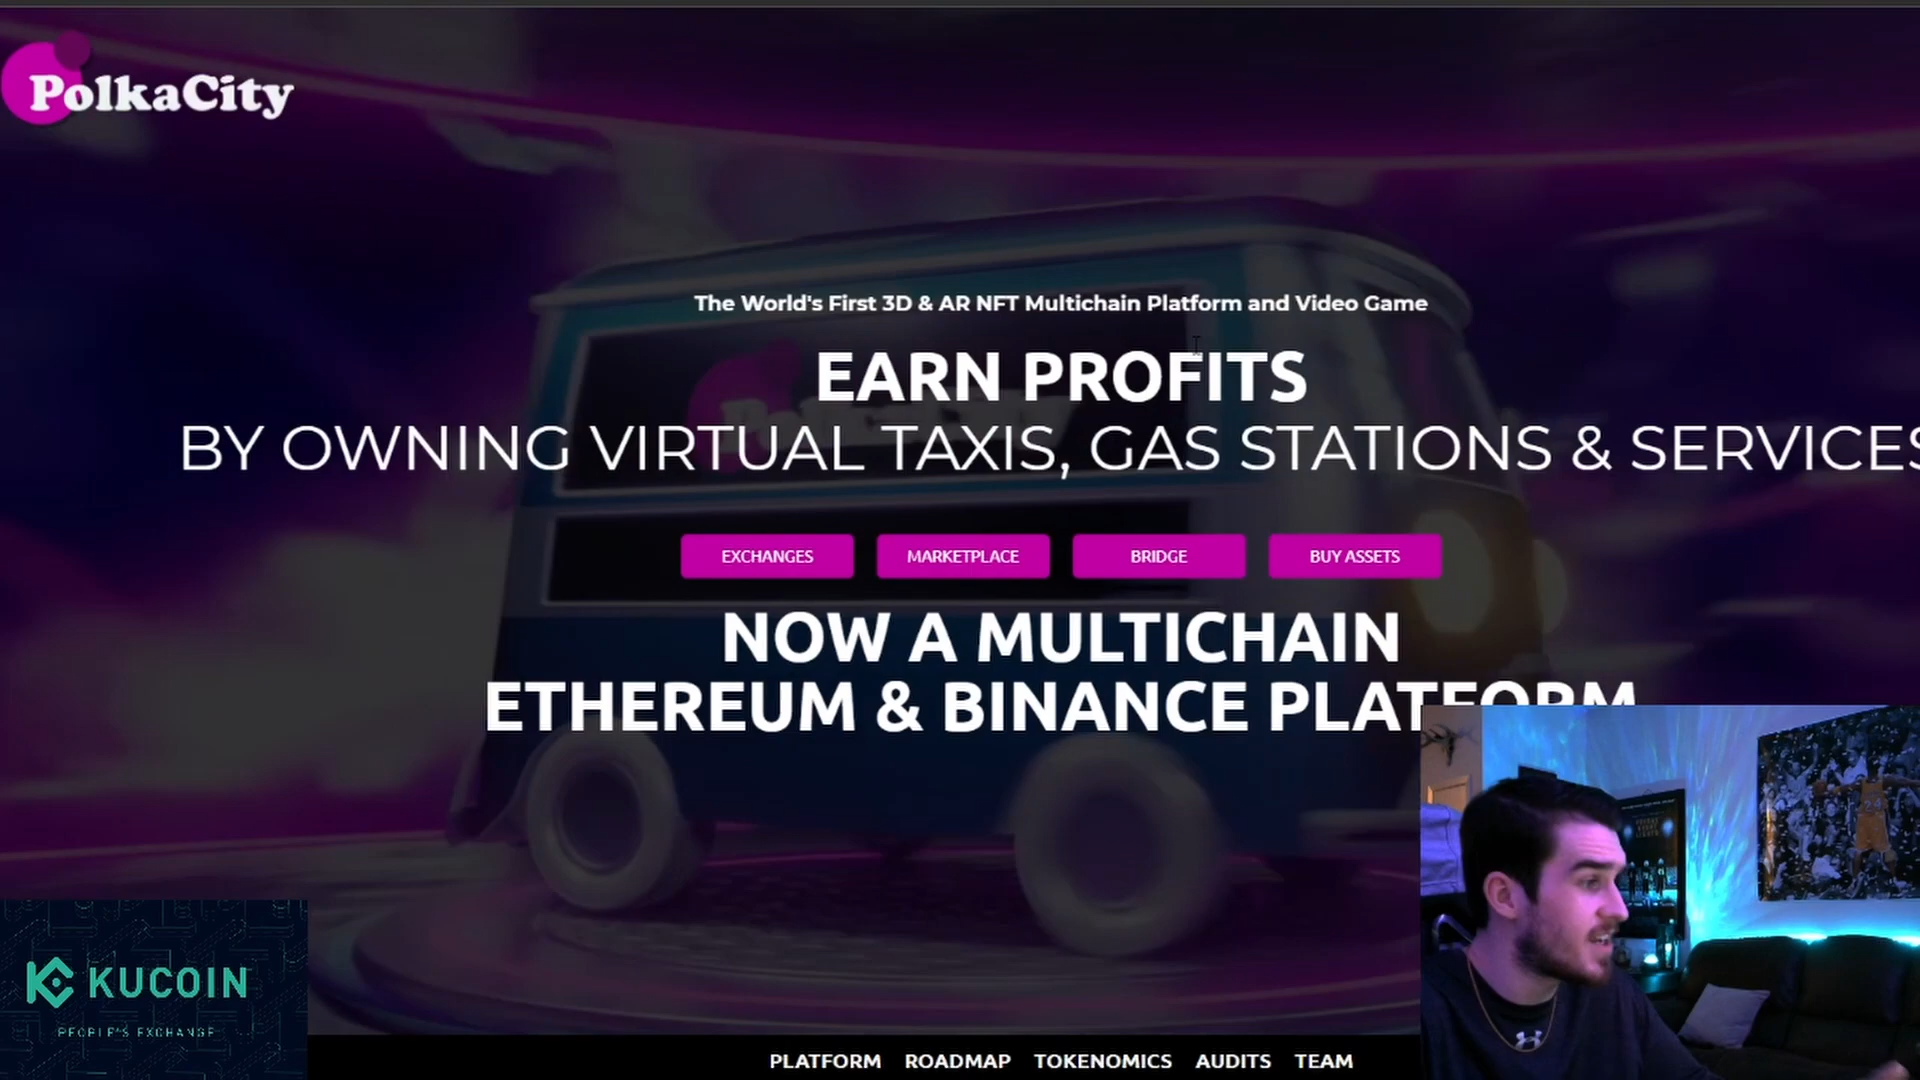 PolkaCity
The World's First 3D & AR NFT Multichain Platform and Video Game
EARN PROFITS
BY OWNING VIRTUAL TAXIS, GAS STATIONS & SERVICES
EXCHANGES
MARKETPLACE
BRIDGE
BUY ASSETS
NOW A MULTICHAIN
ETHEREUM & BINANCE PLATFORM
24
KUCOIN
PEOPLE'S EXCHANGE
PLATFORM
ROADMAP
TOKENOMICS
AUDITS
TEAM